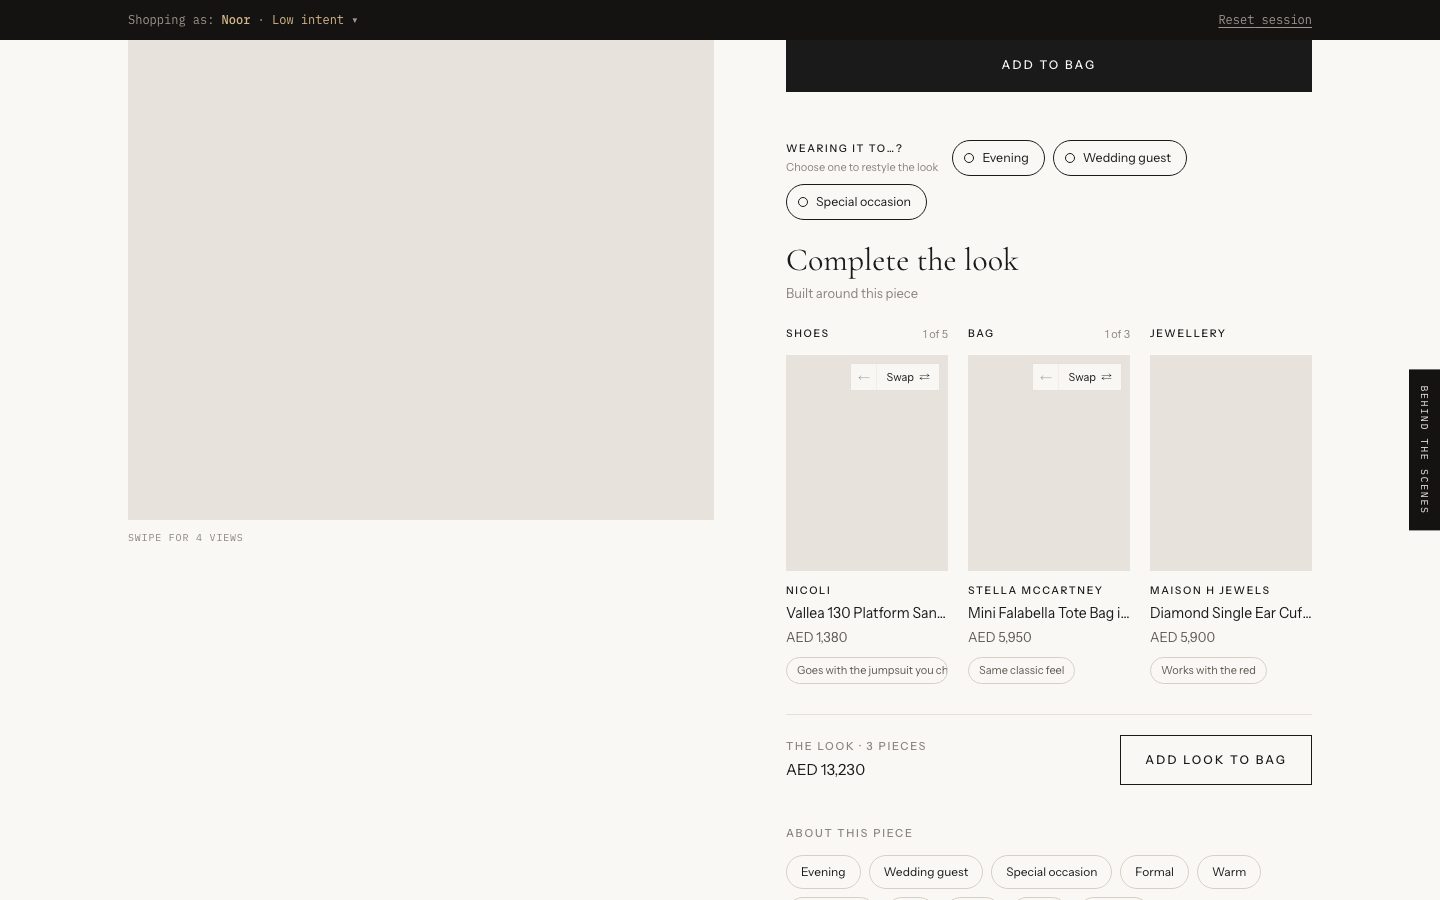 Shopping as: Noor · Low intent ▾
Reset session
ADD TO BAG
WEARING IT TO…?
Choose one to restyle the look
Evening
Wedding guest
Special occasion
Complete the look
Built around this piece
SHOES 1 of 5
BAG 1 of 3
JEWELLERY
← Swap ⇄
← Swap ⇄
NICOLI
Vallea 130 Platform San…
AED 1,380
Goes with the jumpsuit you ch
STELLA MCCARTNEY
Mini Falabella Tote Bag i…
AED 5,950
Same classic feel
MAISON H JEWELS
Diamond Single Ear Cuf…
AED 5,900
Works with the red
SWIPE FOR 4 VIEWS
BEHIND THE SCENES
THE LOOK · 3 PIECES
AED 13,230
ADD LOOK TO BAG
ABOUT THIS PIECE
Evening
Wedding guest
Special occasion
Formal
Warm